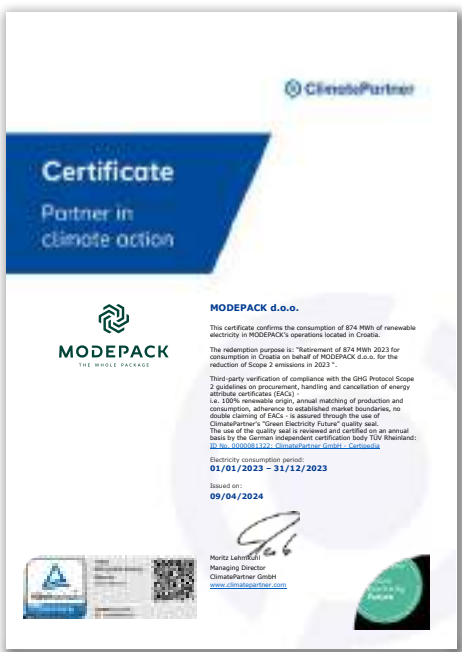 ClimatePartner
Certificate
Partner in
climate action
MODEPACK d.o.o.
This certificate confirms the consumption of 874 MWh of renewable
electricity in MODEPACK's operations located in Croatia.
The redemption purpose is: "Retirement of 874 MWh 2023 for
consumption in Croatia on behalf of MODEPACK d.o.o. for the
reduction of Scope 2 emissions in 2023 ".
Third-party verification of compliance with the GHG Protocol Scope
2 guidelines on procurement, handling and cancellation of energy
attribute certificates (EACs) -
i.e. 100% renewable origin, annual matching of production and
consumption, adherence to established market boundaries, no
double claiming of EACs - is assured through the use of
ClimatePartner's "Green Electricity Future" quality seal.
The use of the quality seal is reviewed and certified on an annual
basis by the German independent certification body TÜV Rheinland:
ID No. 0000081322: ClimatePartner GmbH - Certipedia
Electricity consumption period:
01/01/2023 – 31/12/2023
Issued on:
09/04/2024
Moritz Lehmkuhl
Managing Director
ClimatePartner GmbH
www.climatepartner.com
MODEPACK
THE WHOLE PACKAGE
Future